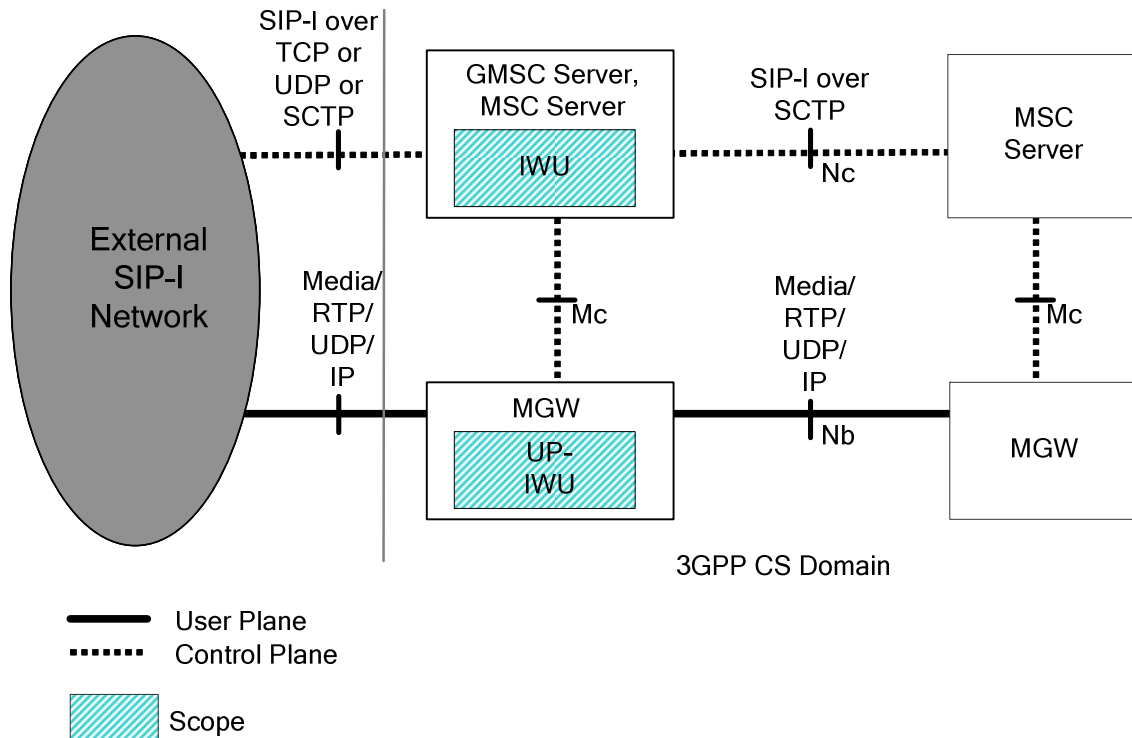 SIP-I over
TCP or
UDP or
SCTP
GMSC Server,
MSC Server
IWU
SIP-I over
SCTP
Nc
MSC
Server
External
SIP-I
Network
Media/
RTP/
UDP/
IP
Mc
Media/
RTP/
UDP/
IP
Nb
Mc
MGW
UP-
IWU
MGW
3GPP CS Domain
User Plane
Control Plane
Scope